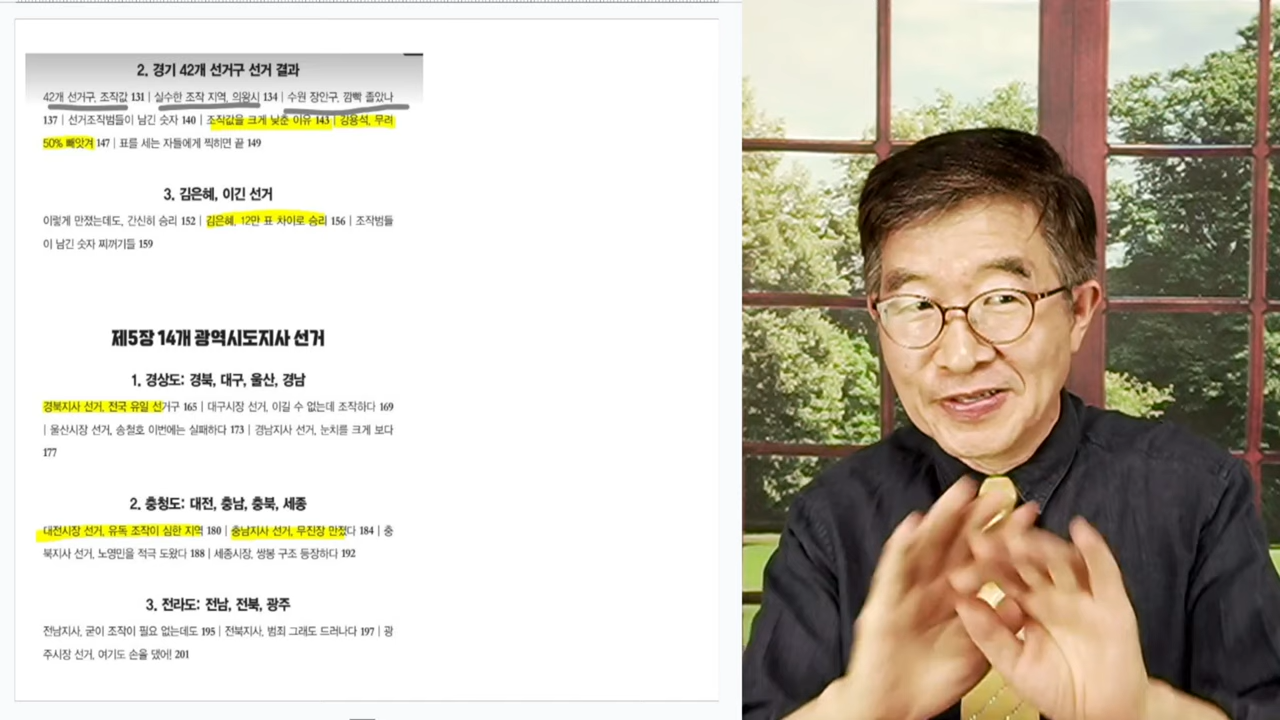 2. 경기 42개 선거구 선거 결과
42개 선거구, 조작값 131 | 실수한 조작 지역, 의왕시 134 | 수원 장안구, 깜빡 졸았나
137 | 선거조작범들이 남긴 숫자 140 | 조작값을 크게 낮춘 이유 143 | 강용석, 무려
50% 빼앗겨 147 | 표를 세는 자들에게 찍히면 끝 149
3. 김은혜, 이긴 선거
이렇게 만졌는데도, 간신히 승리 152 | 김은혜, 12만 표 차이로 승리 156 | 조작범들
이 남긴 숫자 찌꺼기들 159
제5장 14개 광역시도지사 선거
1. 경상도: 경북, 대구, 울산, 경남
경북지사 선거, 전국 유일 선거구 165 | 대구시장 선거, 이길 수 없는데 조작하다 169
| 울산시장 선거, 송철호 이번에는 실패하다 173 | 경남지사 선거, 눈치를 크게 보다
177
2. 충청도: 대전, 충남, 충북, 세종
대전시장 선거, 유독 조작이 심한 지역 180 | 충남지사 선거, 무진장 만졌다 184 | 충
북지사 선거, 노영민을 적극 도왔다 188 | 세종시장, 쌍봉 구조 등장하다 192
3. 전라도: 전남, 전북, 광주
전남지사, 굳이 조작이 필요 없는데도 195 | 전북지사, 범죄 그래도 드러나다 197 | 광
주시장 선거, 여기도 손을 댔어! 201